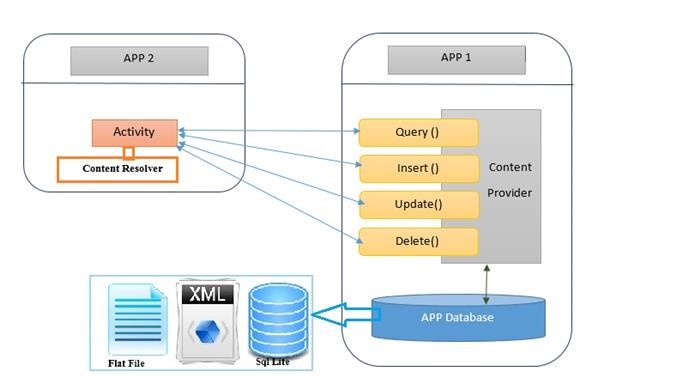 APP 2
APP 1
Activity
Content Resolver
Query ()
Insert ()
Update()
Delete()
Content
Provider
APP Database
XML
Flat File
Sql Lite